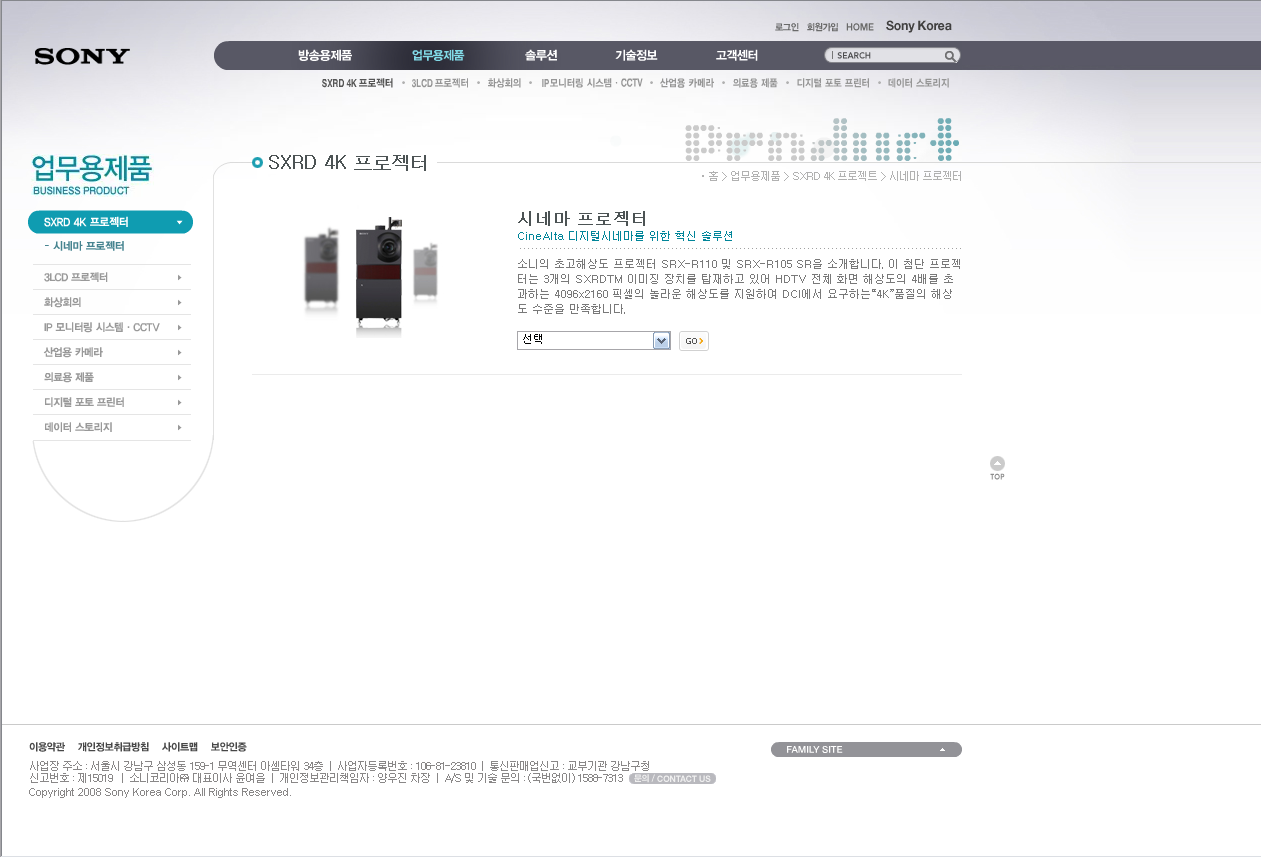 로그인 회원가입 HOME Sony Korea
SONY
방송용제품 업무용제품 솔루션 기술정보 고객센터 SEARCH
SXRD 4K 프로젝터 · 3LCD 프로젝터 · 화상회의 · IP모니터링 시스템 · CCTV · 산업용 카메라 · 의료용 제품 · 디지털 포토 프린터 · 데이터 스토리지
Product
업무용제품
BUSINESS PRODUCT
SXRD 4K 프로젝터
- 시네마 프로젝터
3LCD 프로젝터
화상회의
IP 모니터링 시스템 · CCTV
산업용 카메라
의료용 제품
디지털 포토 프린터
데이터 스토리지
SXRD 4K 프로젝터
· 홈 > 업무용제품 > SXRD 4K 프로젝트 > 시네마 프로젝터
시네마 프로젝터
CineAlta 디지털시네마를 위한 혁신 솔루션
소니의 초고해상도 프로젝터 SRX-R110 및 SRX-R105 SR을 소개합니다. 이 첨단 프로젝
터는 3개의 SXRDTM 이미징 장치를 탑재하고 있어 HDTV 전체 화면 해상도의 4배를 초
과하는 4096x2160 픽셀의 놀라운 해상도를 지원하여 DCI에서 요구하는"4K"품질의 해상
도 수준을 만족합니다.
선택 GO
TOP
이용약관 개인정보취급방침 사이트맵 보안인증
FAMILY SITE
사업장 주소 : 서울시 강남구 삼성동 159-1 무역센터 아셈타워 34층 | 사업자등록번호 : 106-81-23810 | 통신판매업신고 : 교부기관 강남구청
신고번호 : 제15019 | 소니코리아㈜ 대표이사 윤여을 | 개인정보관리책임자 : 양우진 차장 | A/S 및 기술 문의 : (국번없이) 1588-7313 문의 / CONTACT US
Copyright 2008 Sony Korea Corp. All Rights Reserved.